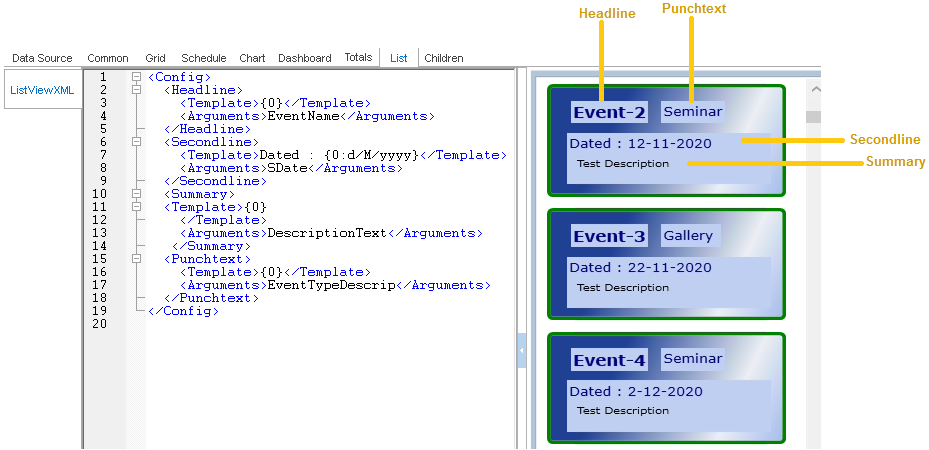 Headline
Punchtext
Data Source Common Grid Schedule Chart Dashboard Totals List Children
ListViewXML
1 <Config>
2 <Headline>
3 <Template>{0}</Template>
4 <Arguments>EventName</Arguments>
5 </Headline>
6 <Secondline>
7 <Template>Dated : {0:d/M/yyyy}</Template>
8 <Arguments>SDate</Arguments>
9 </Secondline>
10 <Summary>
11 <Template>{0}
12 </Template>
13 <Arguments>DescriptionText</Arguments>
14 </Summary>
15 <Punchtext>
16 <Template>{0}</Template>
17 <Arguments>EventTypeDescrip</Arguments>
18 </Punchtext>
19 </Config>
20
Event-2 Seminar
Dated : 12-11-2020
Test Description
Secondline
Summary
Event-3 Gallery
Dated : 22-11-2020
Test Description
Event-4 Seminar
Dated : 2-12-2020
Test Description